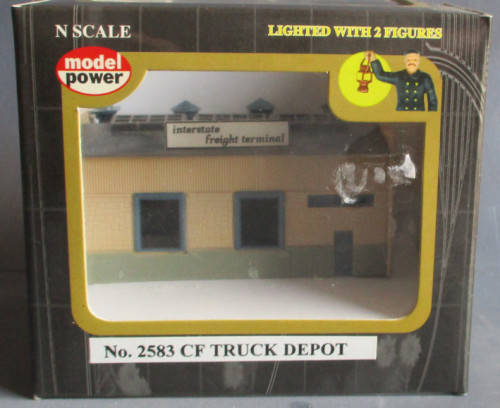 N SCALE
LIGHTED WITH 2 FIGURES
model
power
interstate
freight terminal
No. 2583 CF TRUCK DEPOT